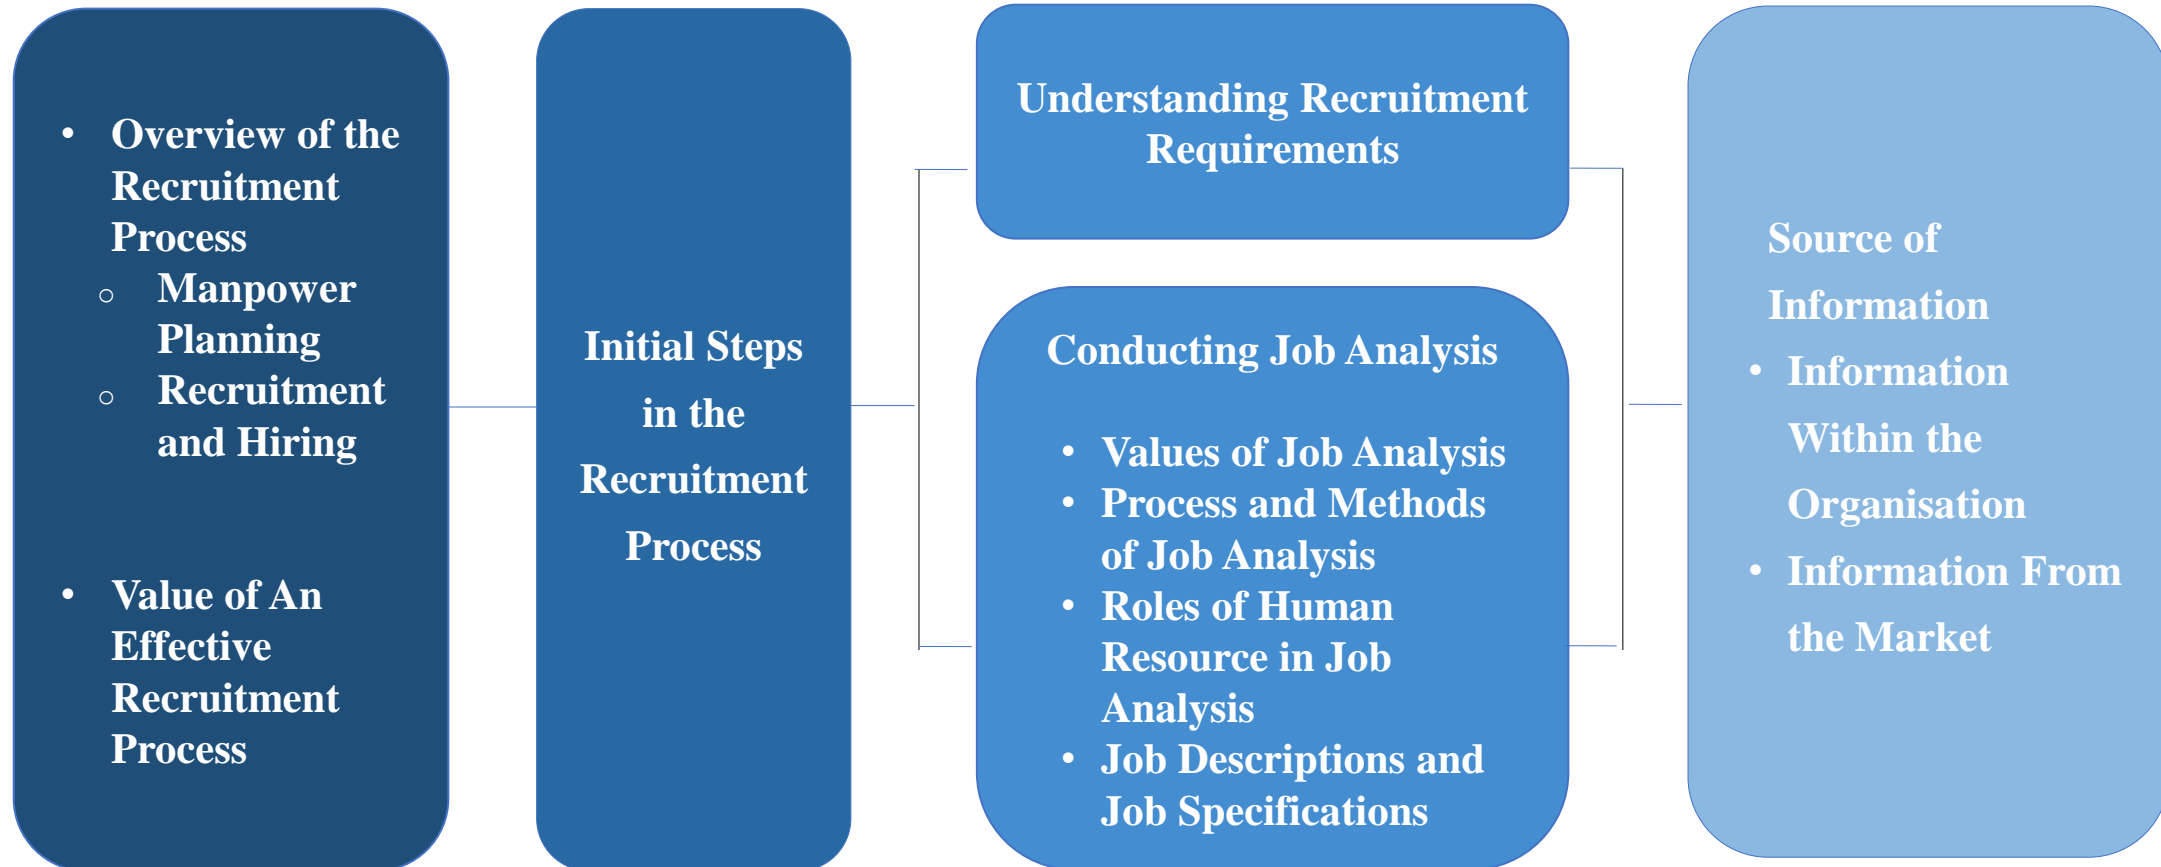 • Overview of the
Recruitment
Process
o Manpower
Planning
o Recruitment
and Hiring
• Value of An
Effective
Recruitment
Process
Initial Steps
in the
Recruitment
Process
Understanding Recruitment
Requirements
Conducting Job Analysis
• Values of Job Analysis
• Process and Methods
of Job Analysis
• Roles of Human
Resource in Job
Analysis
• Job Descriptions and
Job Specifications
Source of
Information
• Information
Within the
Organisation
• Information From
the Market